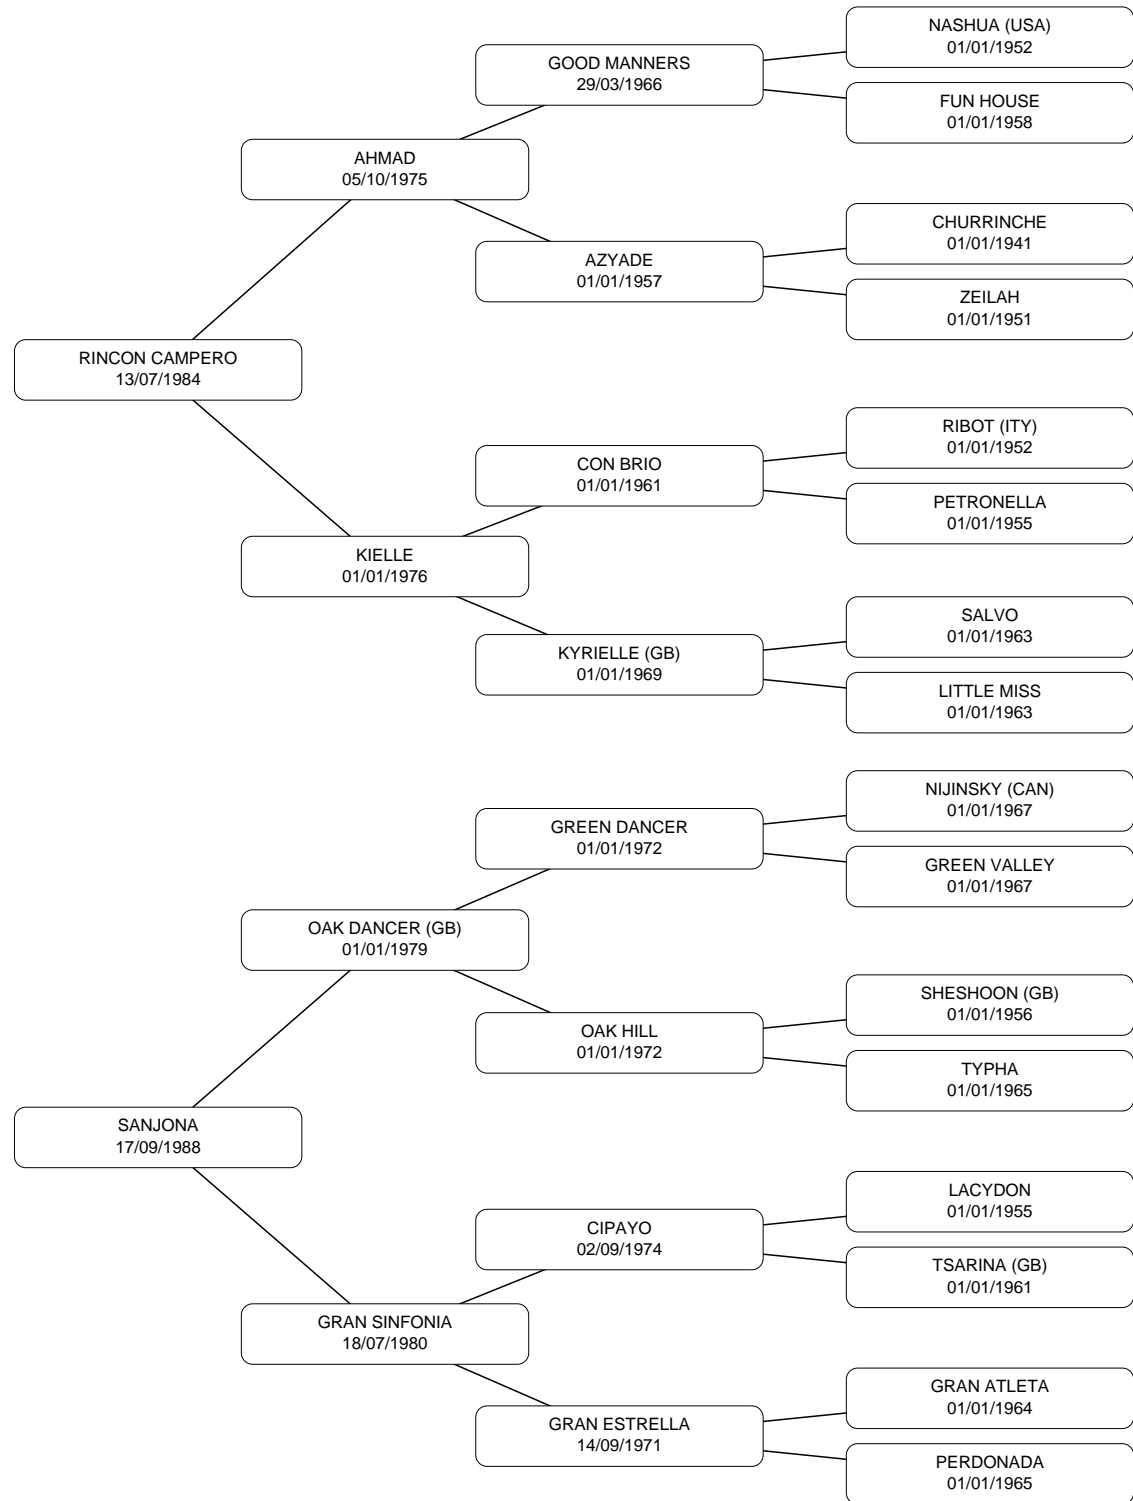 NASHUA (USA)
01/01/1952
GOOD MANNERS
29/03/1966
FUN HOUSE
01/01/1958
AHMAD
05/10/1975
CHURRINCHE
01/01/1941
AZYADE
01/01/1957
ZEILAH
01/01/1951
RINCON CAMPERO
13/07/1984
RIBOT (ITY)
01/01/1952
CON BRIO
01/01/1961
PETRONELLA
01/01/1955
KIELLE
01/01/1976
SALVO
01/01/1963
KYRIELLE (GB)
01/01/1969
LITTLE MISS
01/01/1963
NIJINSKY (CAN)
01/01/1967
GREEN DANCER
01/01/1972
GREEN VALLEY
01/01/1967
OAK DANCER (GB)
01/01/1979
SHESHOON (GB)
01/01/1956
OAK HILL
01/01/1972
TYPHA
01/01/1965
SANJONA
17/09/1988
LACYDON
01/01/1955
CIPAYO
02/09/1974
TSARINA (GB)
01/01/1961
GRAN SINFONIA
18/07/1980
GRAN ATLETA
01/01/1964
GRAN ESTRELLA
14/09/1971
PERDONADA
01/01/1965